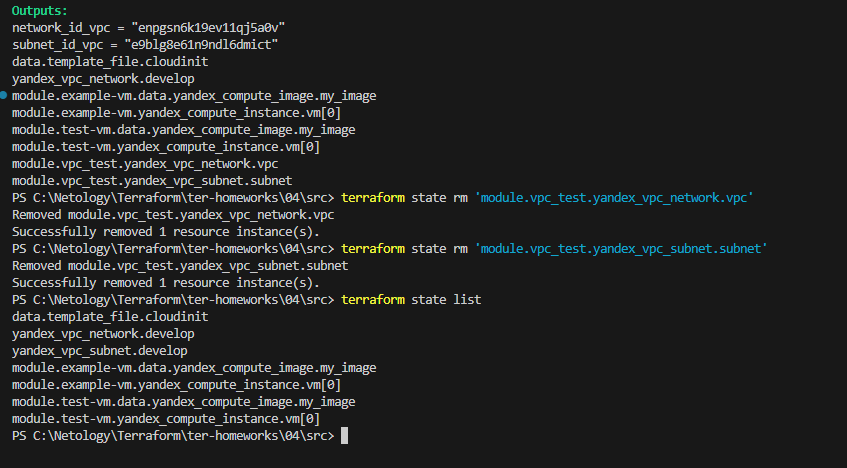 Outputs:
network_id_vpc = "enpgsn6k19ev11qj5a0v"
subnet_id_vpc = "e9blg8e61n9ndl6dmict"
data.template_file.cloudinit
yandex_vpc_network.develop
module.example-vm.data.yandex_compute_image.my_image
module.example-vm.yandex_compute_instance.vm[0]
module.test-vm.data.yandex_compute_image.my_image
module.test-vm.yandex_compute_instance.vm[0]
module.vpc_test.yandex_vpc_network.vpc
module.vpc_test.yandex_vpc_subnet.subnet
PS C:\Netology\Terraform\ter-homeworks\04\src> terraform state rm 'module.vpc_test.yandex_vpc_network.vpc'
Removed module.vpc_test.yandex_vpc_network.vpc
Successfully removed 1 resource instance(s).
PS C:\Netology\Terraform\ter-homeworks\04\src> terraform state rm 'module.vpc_test.yandex_vpc_subnet.subnet'
Removed module.vpc_test.yandex_vpc_subnet.subnet
Successfully removed 1 resource instance(s).
PS C:\Netology\Terraform\ter-homeworks\04\src> terraform state list
data.template_file.cloudinit
yandex_vpc_network.develop
yandex_vpc_subnet.develop
module.example-vm.data.yandex_compute_image.my_image
module.example-vm.yandex_compute_instance.vm[0]
module.test-vm.data.yandex_compute_image.my_image
module.test-vm.yandex_compute_instance.vm[0]
PS C:\Netology\Terraform\ter-homeworks\04\src>